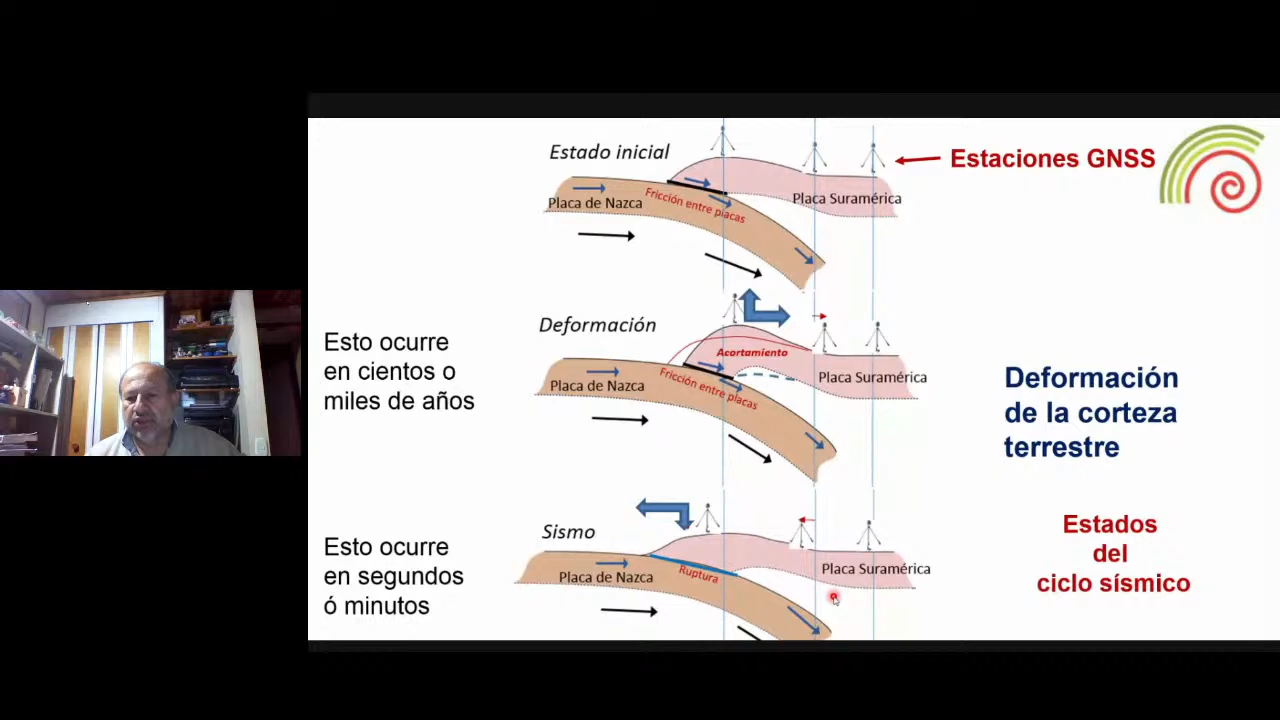 Estado inicial
Estaciones GNSS
Placa de Nazca
Fricción entre placas
Placa Suramérica
Esto ocurre
en cientos o
miles de años
Deformación
Acortamiento
Placa de Nazca
Fricción entre placas
Placa Suramérica
Deformación
de la corteza
terrestre
Esto ocurre
en segundos
ó minutos
Sismo
Placa de Nazca
Ruptura
Placa Suramérica
Estados
del
ciclo sísmico